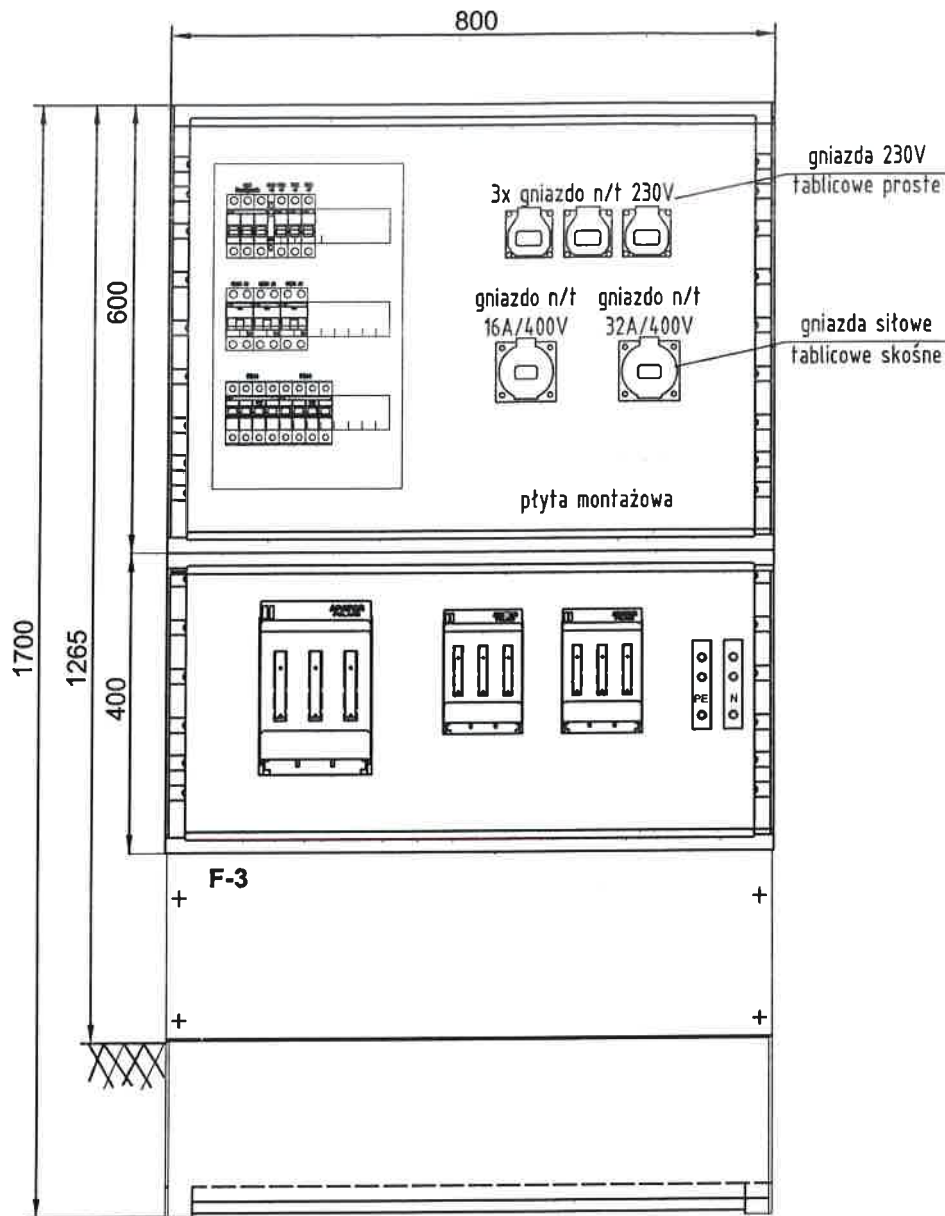 800
gniazda 230V
tablicowe proste
3x gniazdo n/t 230V
600
gniazdo n/t
16A/400V
gniazdo n/t
32A/400V
gniazda siłowe
tablicowe skośne
płyta montażowa
1700
1265
400
PE
N
F-3